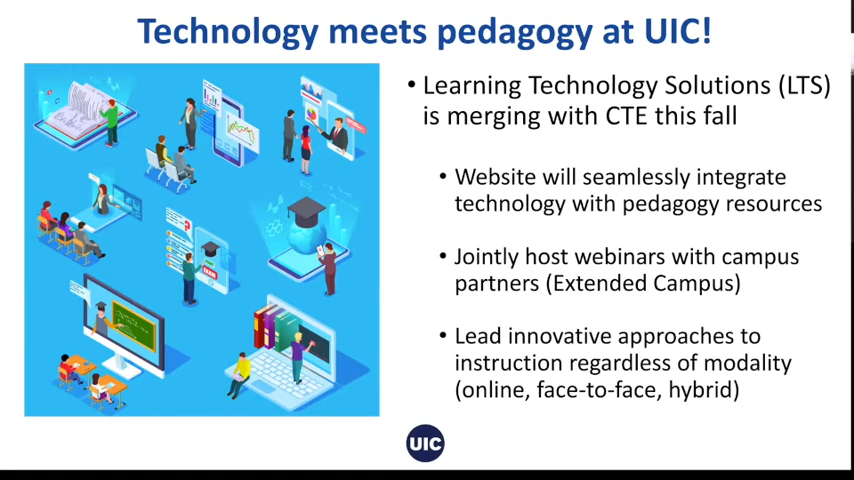 Technology meets pedagogy at UIC!
• Learning Technology Solutions (LTS)
is merging with CTE this fall
• Website will seamlessly integrate
technology with pedagogy resources
• Jointly host webinars with campus
partners (Extended Campus)
• Lead innovative approaches to
instruction regardless of modality
(online, face-to-face, hybrid)
UIC